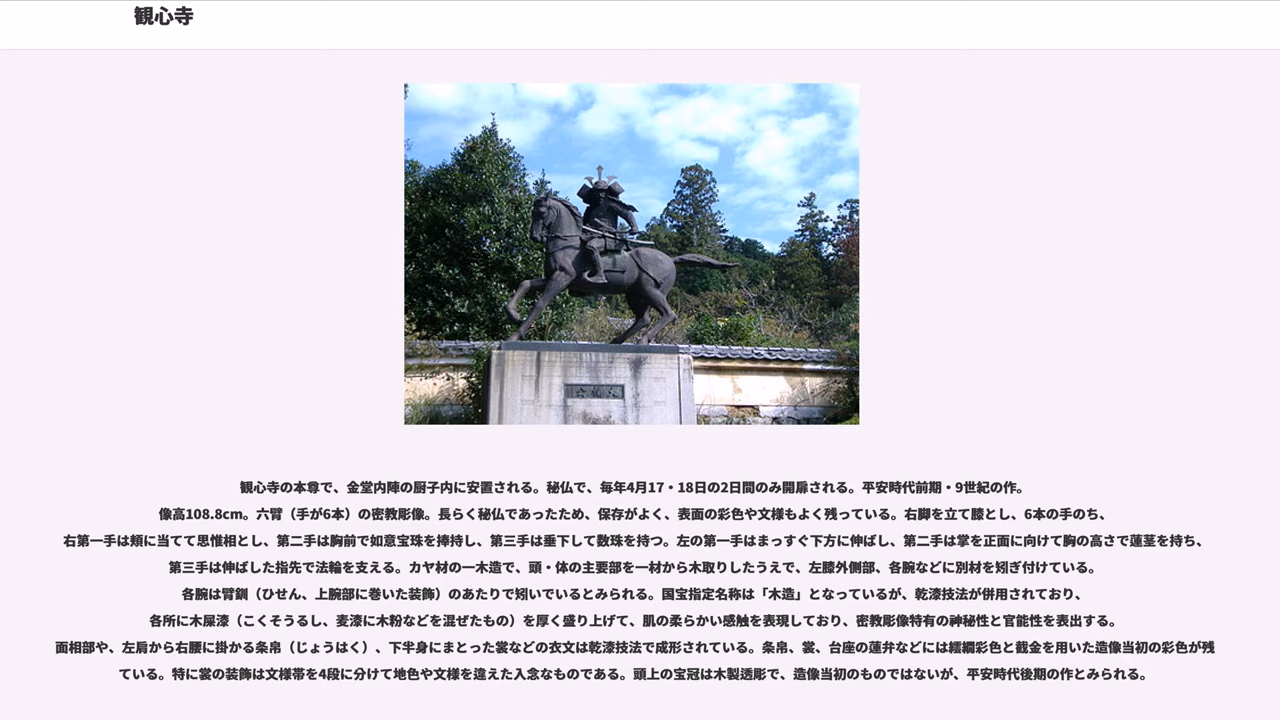 観心寺
観心寺の本尊で、金堂内陣の厨子内に安置される。秘仏で、毎年4月17・18日の2日間のみ開扉される。平安時代前期・9世紀の作。
像高108.8cm。六臂（手が6本）の密教彫像。長らく秘仏であったため、保存がよく、表面の彩色や文様もよく残っている。右脚を立て膝とし、6本の手のち、
右第一手は頰に当てて思惟相とし、第二手は胸前で如意宝珠を捧持し、第三手は垂下して数珠を持つ。左の第一手はまっすぐ下方に伸ばし、第二手は掌を正面に向けて胸の高さで蓮茎を持ち、
第三手は伸ばした指先で法輪を支える。カヤ材の一木造で、頭・体の主要部を一材から木取りしたうえで、左膝外側部、各腕などに別材を矧ぎ付けている。
各腕は臂釧（ひせん、上腕部に巻いた装飾）のあたりで矧いでいるとみられる。国宝指定名称は「木造」となっているが、乾漆技法が併用されており、
各所に木屎漆（こくそうるし、麦漆に木粉などを混ぜたもの）を厚く盛り上げて、肌の柔らかい感触を表現しており、密教彫像特有の神秘性と官能性を表出する。
面相部や、左肩から右腰に掛かる条帛（じょうはく）、下半身にまとった裳などの衣文は乾漆技法で成形されている。条帛、裳、台座の蓮弁などには繧繝彩色と截金を用いた造像当初の彩色が残
ている。特に裳の装飾は文様帯を4段に分けて地色や文様を違えた入念なものである。頭上の宝冠は木製透彫で、造像当初のものではないが、平安時代後期の作とみられる。